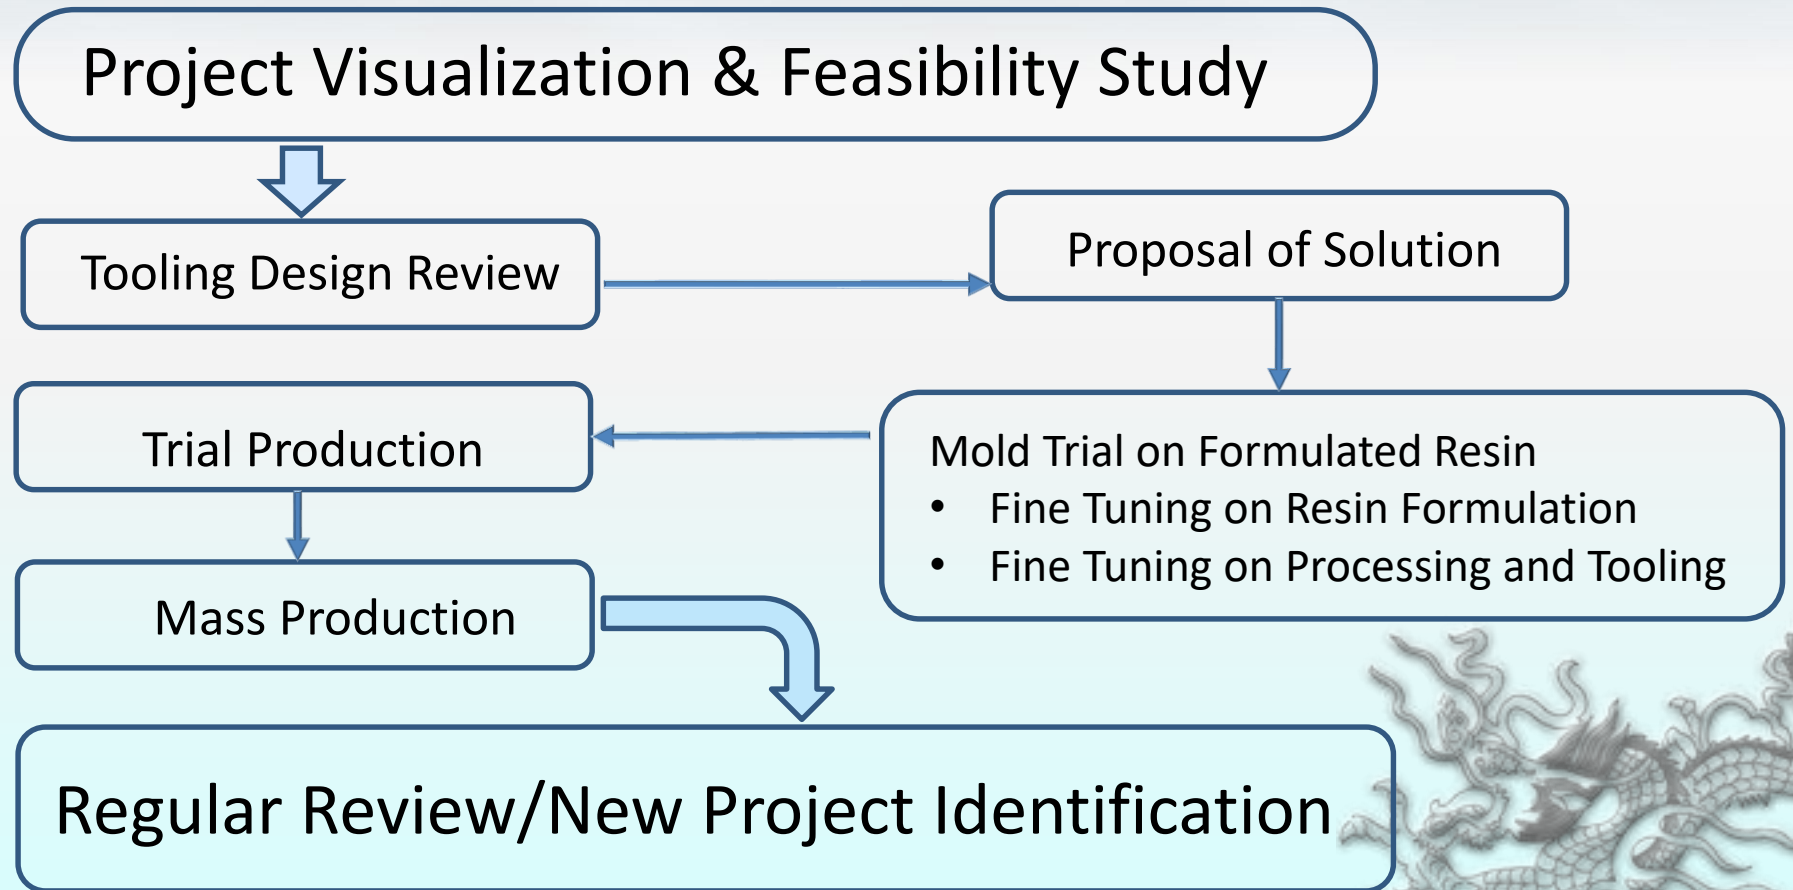 Project Visualization & Feasibility Study
Tooling Design Review
Proposal of Solution
Mold Trial on Formulated Resin
• Fine Tuning on Resin Formulation
• Fine Tuning on Processing and Tooling
Trial Production
Mass Production
Regular Review/New Project Identification